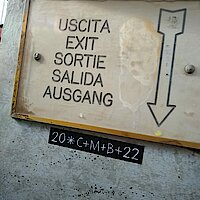 USCITA
EXIT
SORTIE
SALIDA
AUSGANG
20*C+M+B+22